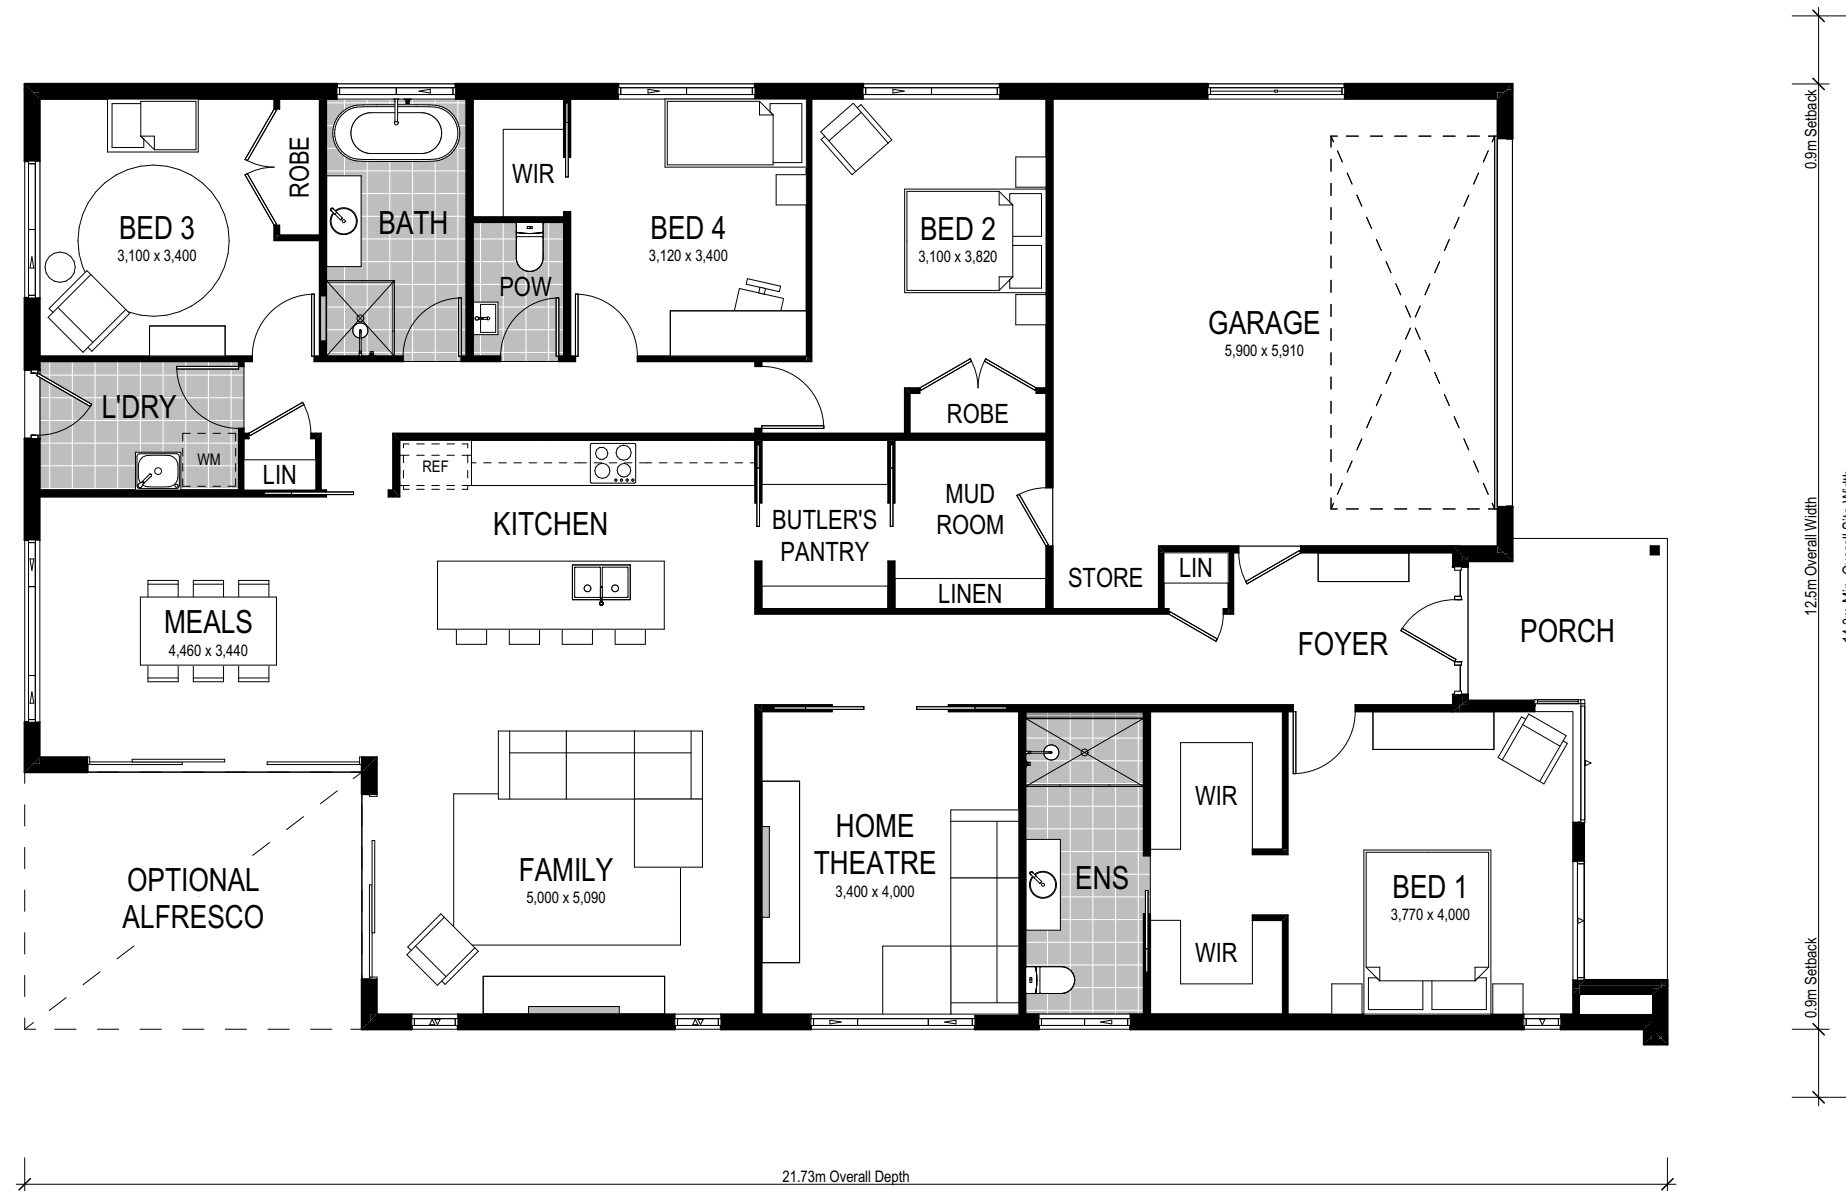 BED 3
3,100 x 3,400
ROBE
BATH
WIR
POW
BED 4
3,120 x 3,400
BED 2
3,100 x 3,820
ROBE
GARAGE
5,900 x 5,910
0.9m Setback
L'DRY
WM
LIN
REF
KITCHEN
BUTLER'S
PANTRY
MUD
ROOM
LINEN
STORE
LIN
FOYER
PORCH
12.5m Overall Width
MEALS
4,460 x 3,440
OPTIONAL
ALFRESCO
FAMILY
5,000 x 5,090
HOME
THEATRE
3,400 x 4,000
ENS
WIR
WIR
BED 1
3,770 x 4,000
0.9m Setback
21.73m Overall Depth